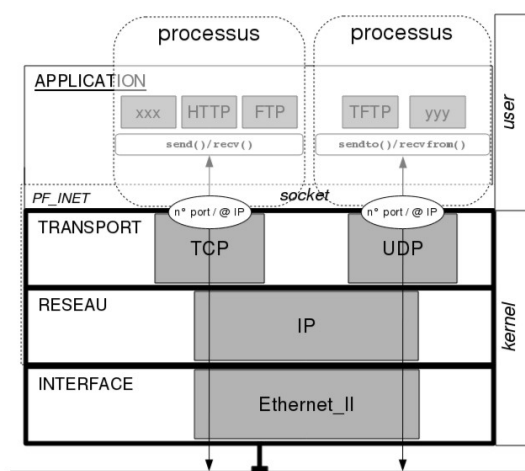 processus
processus
APPLICATION
xxx
HTTP
FTP
TFTP
yyy
send()/recv()
sendto()/recvfrom()
user
PF_INET
socket
n° port / @ IP
n° port / @ IP
TRANSPORT
TCP
UDP
RESEAU
IP
kernel
INTERFACE
Ethernet_II